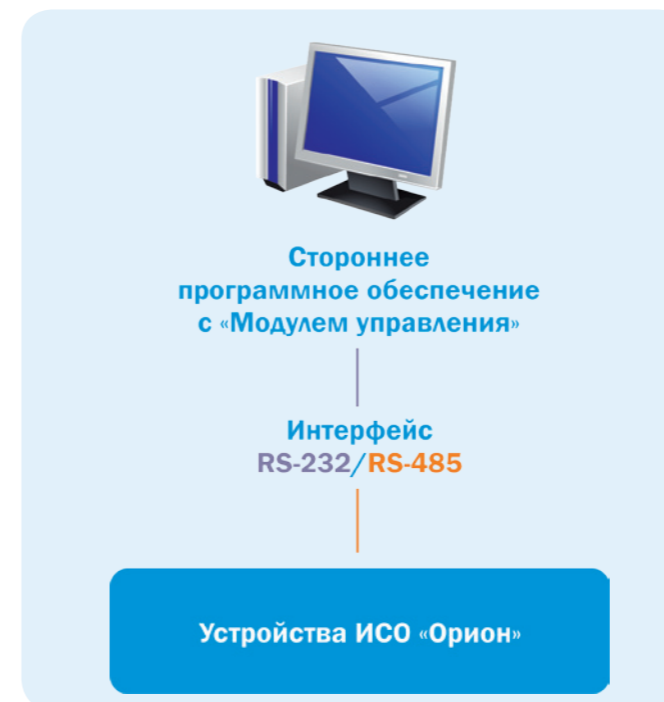 Стороннее
программное обеспечение
с «Модулем управления»
Интерфейс
RS-232/RS-485
Устройства ИСО «Орион»